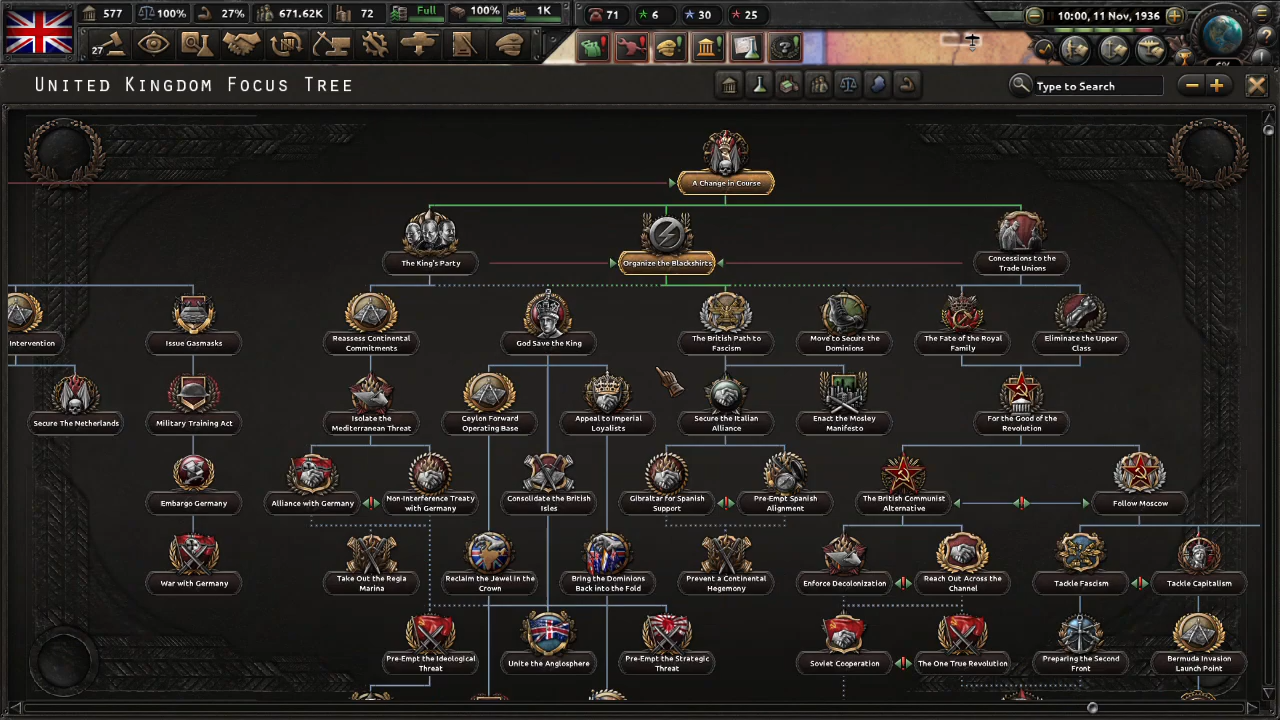 577
100%
27%
671.62K
72
Full
100%
1K
71
6
30
25
10:00, 11 Nov, 1936
27
6%
United Kingdom Focus Tree
Type to Search
A Change in Course
The King's Party
Organize the Blackshirts
Concessions to the
Trade Unions
Intervention
Issue Gasmasks
Reassess Continental
Commitments
God Save the King
The British Path to
Fascism
Move to Secure the
Dominions
The Fate of the Royal
Family
Eliminate the Upper
Class
Secure The Netherlands
Military Training Act
Isolate the
Mediterranean Threat
Ceylon Forward
Operating Base
Appeal to Imperial
Loyalists
Secure the Italian
Alliance
Enact the Mosley
Manifesto
For the Good of the
Revolution
Embargo Germany
Alliance with Germany
Non-Interference Treaty
with Germany
Consolidate the British
Isles
Gibraltar for Spanish
Support
Pre-Empt Spanish
Alignment
The British Communist
Alternative
Follow Moscow
War with Germany
Take Out the Regia
Marina
Reclaim the Jewel in the
Crown
Bring the Dominions
Back into the Fold
Prevent a Continental
Hegemony
Enforce Decolonization
Reach Out Across the
Channel
Tackle Fascism
Tackle Capitalism
Pre-Empt the Ideological
Threat
Unite the Anglosphere
Pre-Empt the Strategic
Threat
Soviet Cooperation
The One True Revolution
Preparing the Second
Front
Bermuda Invasion
Launch Point